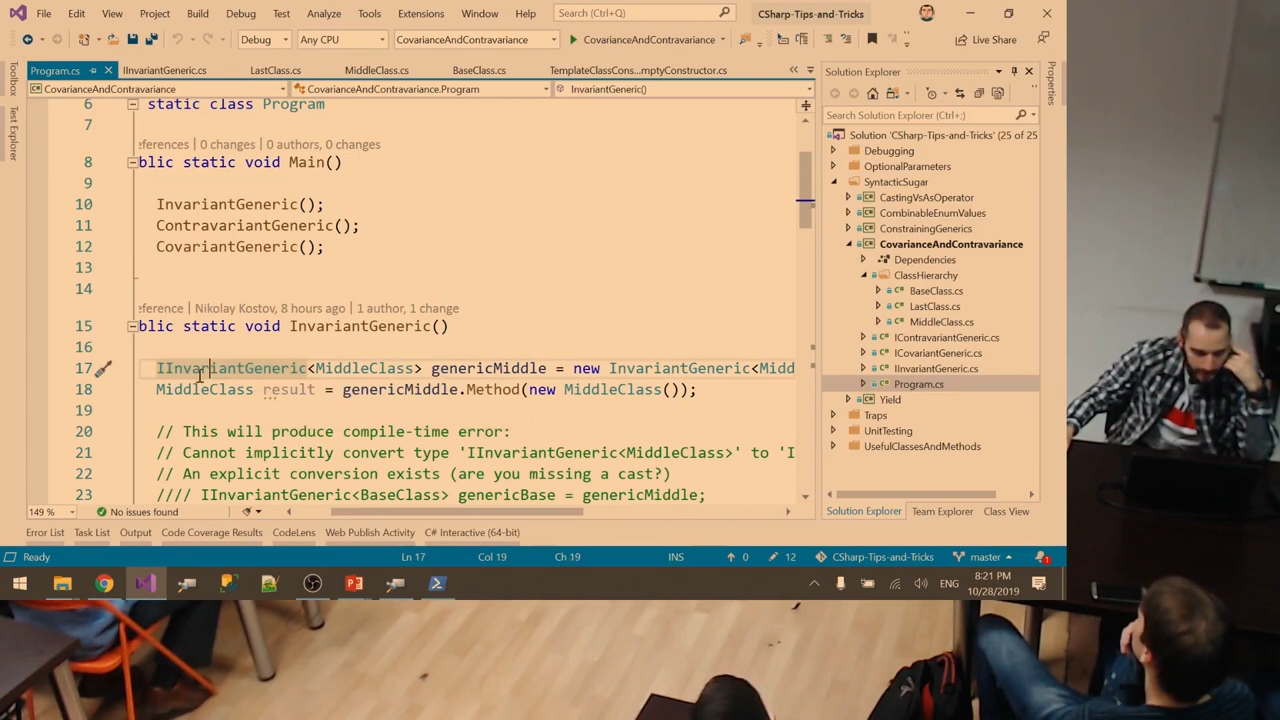 File Edit View Project Build Debug Test Analyze Tools Extensions Window Help Search (Ctrl+Q) CSharp-Tips-and-Tricks
Debug Any CPU CovarianceAndContravariance CovarianceAndContravariance Live Share
Toolbox
Test Explorer
Program.cs IInvariantGeneric.cs LastClass.cs MiddleClass.cs BaseClass.cs TemplateClassCons...mptyConstructor.cs
CovarianceAndContravariance CovarianceAndContravariance.Program InvariantGeneric()
6 static class Program
7
eferences | 0 changes | 0 authors, 0 changes
8 blic static void Main()
9
10 InvariantGeneric();
11 ContravariantGeneric();
12 CovariantGeneric();
13
14
eference | Nikolay Kostov, 8 hours ago | 1 author, 1 change
15 blic static void InvariantGeneric()
16
17 IInvariantGeneric<MiddleClass> genericMiddle = new InvariantGeneric<Midd
18 MiddleClass result = genericMiddle.Method(new MiddleClass());
19
20 // This will produce compile-time error:
21 // Cannot implicitly convert type 'IInvariantGeneric<MiddleClass>' to 'I
22 // An explicit conversion exists (are you missing a cast?)
23 //// IInvariantGeneric<BaseClass> genericBase = genericMiddle;
149 % No issues found
Solution Explorer
Search Solution Explorer (Ctrl+;)
Solution 'CSharp-Tips-and-Tricks' (25 of 25
Debugging
OptionalParameters
SyntacticSugar
CastingVsAsOperator
CombinableEnumValues
ConstrainingGenerics
CovarianceAndContravariance
Dependencies
ClassHierarchy
BaseClass.cs
LastClass.cs
MiddleClass.cs
IContravariantGeneric.cs
ICovariantGeneric.cs
IInvariantGeneric.cs
Program.cs
Yield
Traps
UnitTesting
UsefulClassesAndMethods
Solution Explorer Team Explorer Class View
Properties
Error List Task List Output Code Coverage Results CodeLens Web Publish Activity C# Interactive (64-bit)
Ready Ln 17 Col 19 Ch 19 INS 0 12 CSharp-Tips-and-Tricks master 1
ENG 8:21 PM
10/28/2019